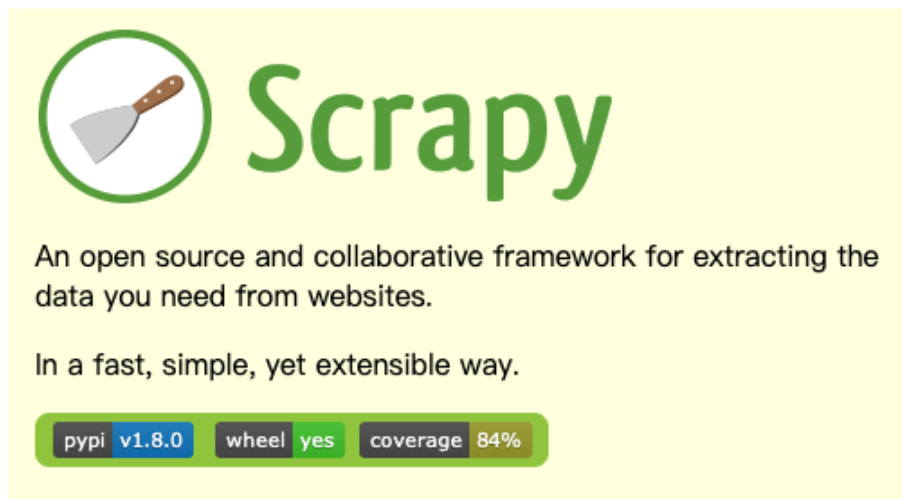 Scrapy
An open source and collaborative framework for extracting the
data you need from websites.
In a fast, simple, yet extensible way.
pypi v1.8.0 wheel yes coverage 84%